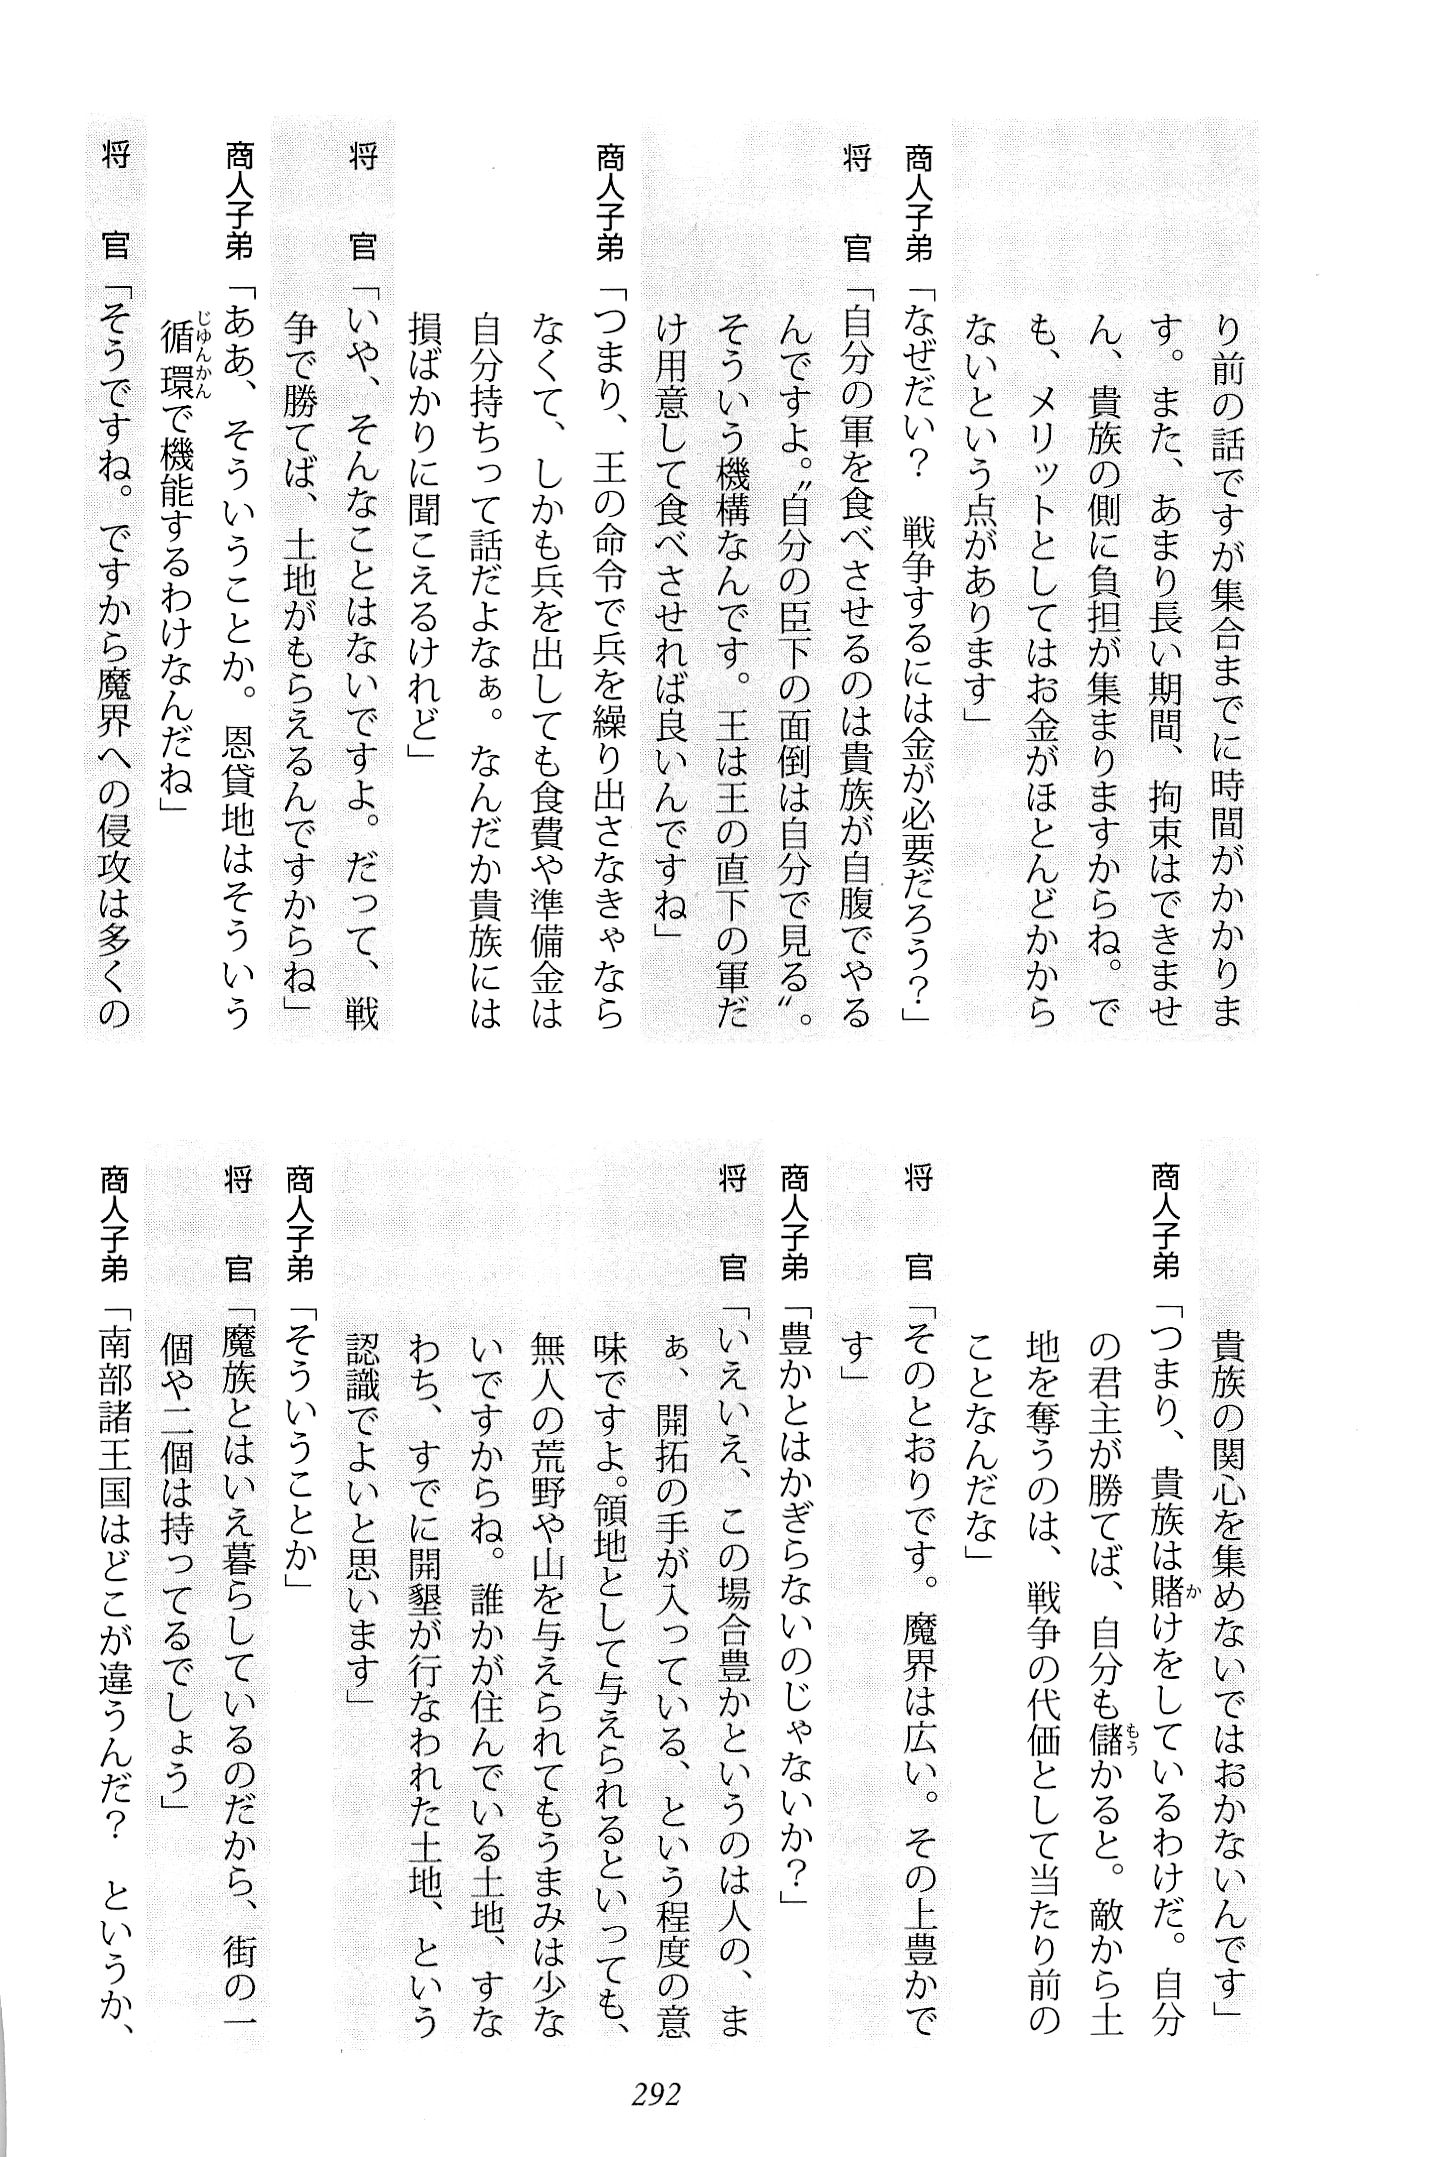 り前の話ですが集合までに時間がかかりま
す。また、あまり長い期間、拘束はできませ
ん、貴族の側に負担が集まりますからね。で
も、メリットとしてはお金がほとんどかから
ないという点があります」
商人子弟「なぜだい？　戦争するには金が必要だろう？」
将　官「自分の軍を食べさせるのは貴族が自腹でやる
んですよ。〝自分の臣下の面倒は自分で見る〟。
そういう機構なんです。王は王の直下の軍だ
け用意して食べさせれば良いんですね」
商人子弟「つまり、王の命令で兵を繰り出さなきゃなら
なくて、しかも兵を出しても食費や準備金は
自分持ちって話だよなぁ。なんだか貴族には
損ばかりに聞こえるけれど」
将　官「いや、そんなことはないですよ。だって、戦
争で勝てば、土地がもらえるんですからね」
商人子弟「ああ、そういうことか。恩貸地はそういう
循環で機能するわけなんだね」
じゅんかん
将　官「そうですね。ですから魔界への侵攻は多くの
貴族の関心を集めないではおかないんです」
商人子弟「つまり、貴族は賭けをしているわけだ。自分
か
の君主が勝てば、自分も儲かると。敵から土
もう
地を奪うのは、戦争の代価として当たり前の
ことなんだな」
将　官「そのとおりです。魔界は広い。その上豊かで
す」
商人子弟「豊かとはかぎらないのじゃないか？」
将　官「いえいえ、この場合豊かというのは人の、ま
ぁ、開拓の手が入っている、という程度の意
味ですよ。領地として与えられるといっても、
無人の荒野や山を与えられてもうまみは少な
いですからね。誰かが住んでいる土地、すな
わち、すでに開墾が行なわれた土地、という
認識でよいと思います」
商人子弟「そういうことか」
将　官「魔族とはいえ暮らしているのだから、街の一
個や二個は持ってるでしょう」
商人子弟「南部諸王国はどこが違うんだ？　というか、
292